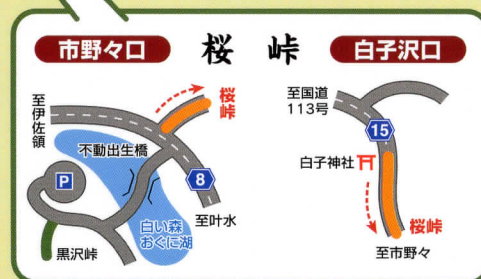 市野々口
桜 峠
白子沢口
至伊佐領
桜峠
不動出生橋
P
8
白い森
おぐに湖
至叶水
黒沢峠
至国道
113号
15
白子神社
桜峠
至市野々